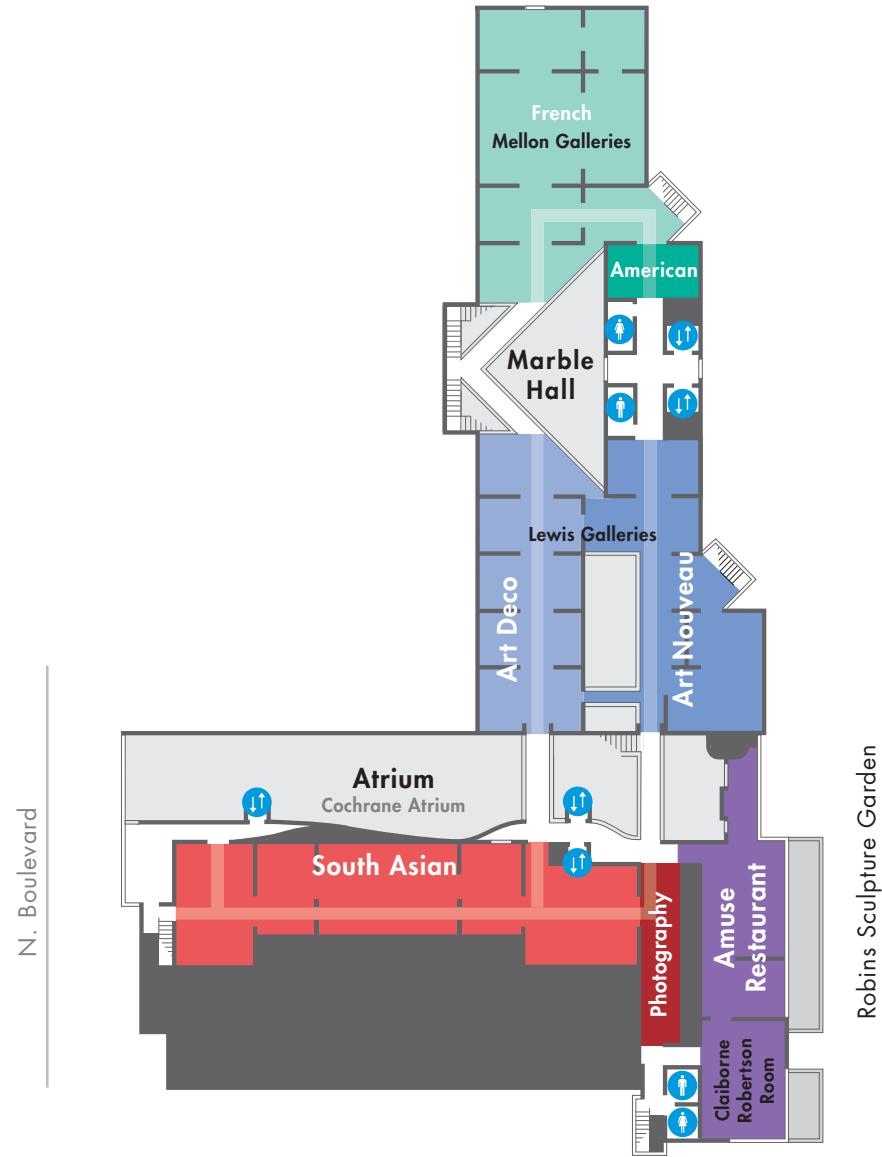 French
Mellon Galleries
American
Marble
Hall
Lewis Galleries
Art Deco
Art Nouveau
Atrium
Cochrane Atrium
South Asian
Photography
Amuse
Restaurant
Claiborne
Robertson
Room
N. Boulevard
Robins Sculpture Garden